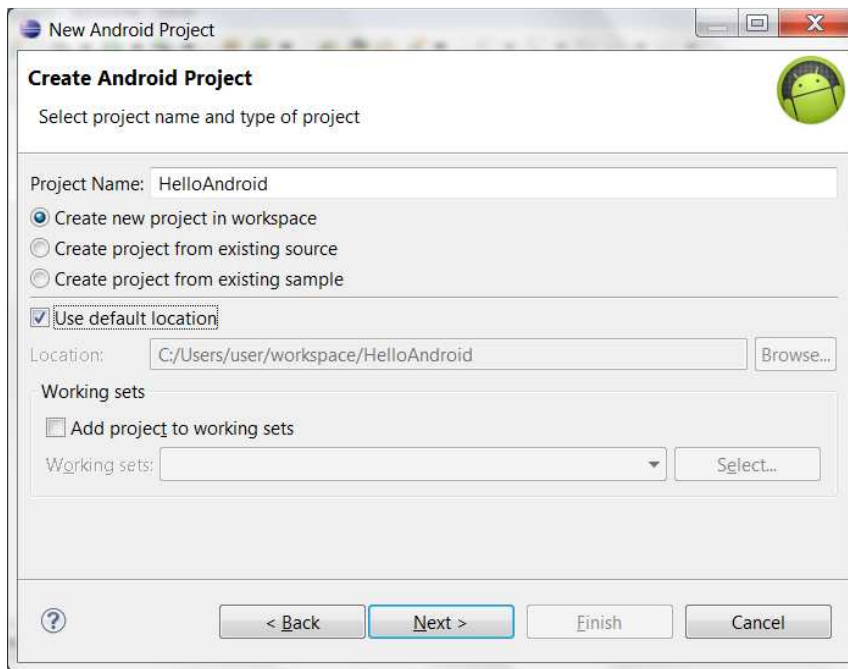 New Android Project
Create Android Project
Select project name and type of project
Project Name: HelloAndroid
Create new project in workspace
Create project from existing source
Create project from existing sample
Use default location
Location: C:/Users/user/workspace/HelloAndroid Browse...
Working sets
Add project to working sets
Working sets: Select...
< Back Next > Finish Cancel